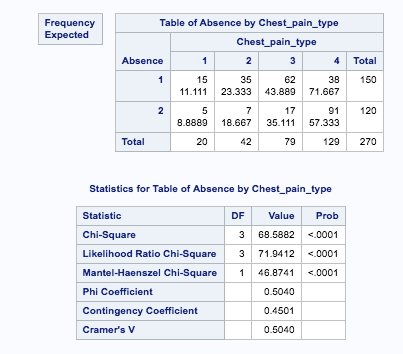 Frequency
Expected
Table of Absence by Chest_pain_type
Chest_pain_type
Absence 1 2 3 4 Total
1 15 35 62 38 150
11.111 23.333 43.889 71.667
2 5 7 17 91 120
8.8889 18.667 35.111 57.333
Total 20 42 79 129 270
Statistics for Table of Absence by Chest_pain_type
Statistic DF Value Prob
Chi-Square 3 68.5882 <.0001
Likelihood Ratio Chi-Square 3 71.9412 <.0001
Mantel-Haenszel Chi-Square 1 46.8741 <.0001
Phi Coefficient 0.5040
Contingency Coefficient 0.4501
Cramer's V 0.5040